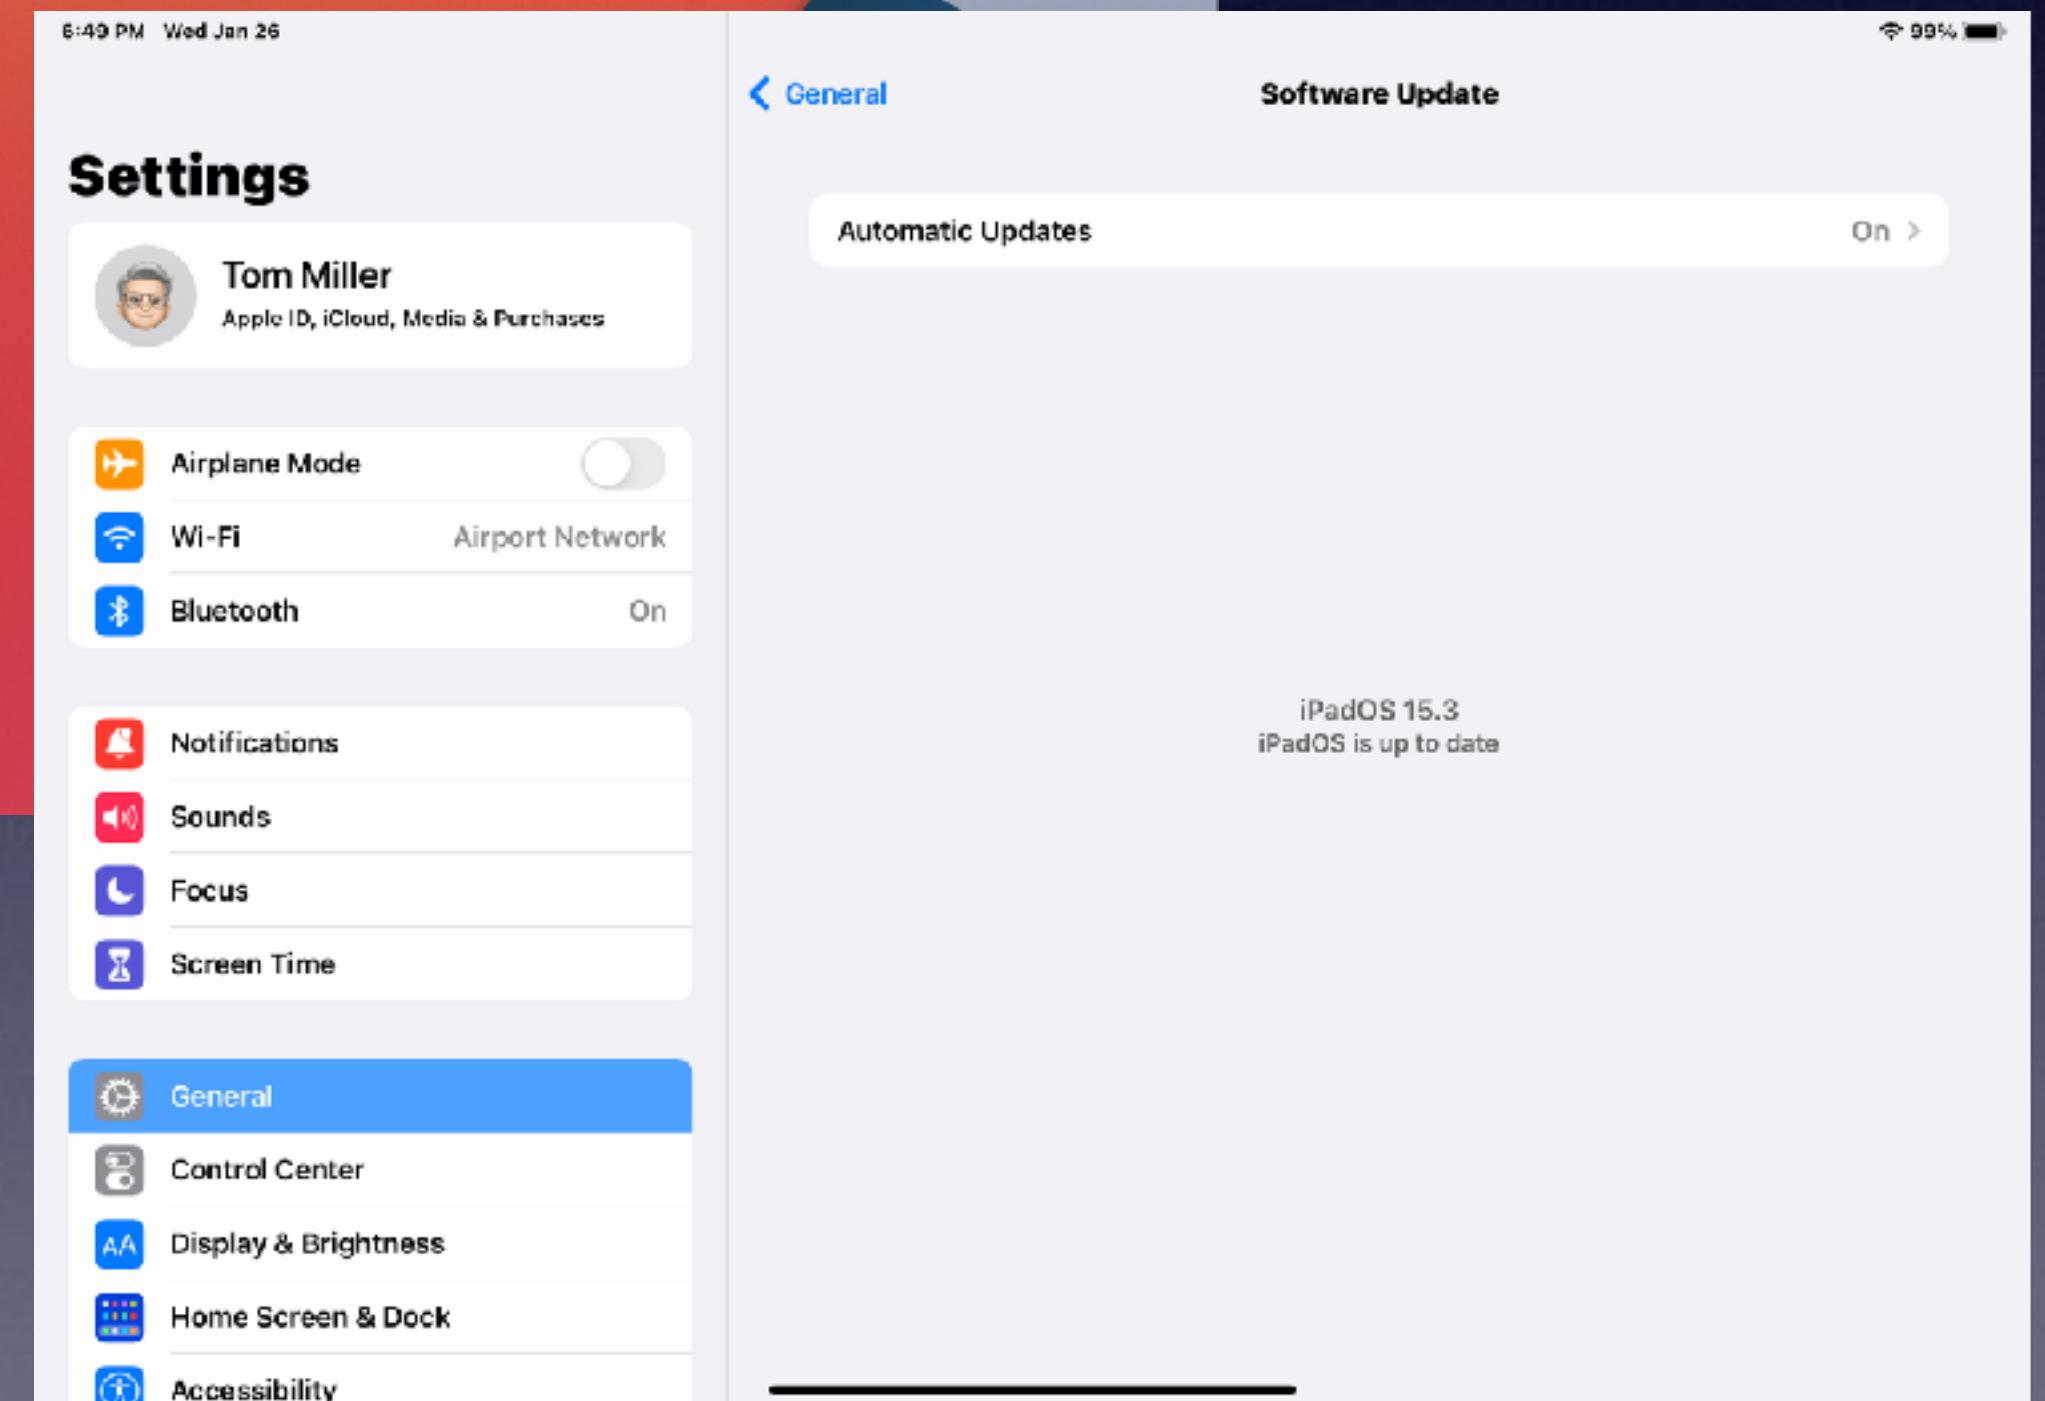 6:49 PM Wed Jan 26
99%
Settings
Tom Miller
Apple ID, iCloud, Media & Purchases
Airplane Mode
Wi-Fi Airport Network
Bluetooth On
Notifications
Sounds
Focus
Screen Time
General
Control Center
AA Display & Brightness
Home Screen & Dock
Accessibility
General
Software Update
Automatic Updates On
iPadOS 15.3
iPadOS is up to date